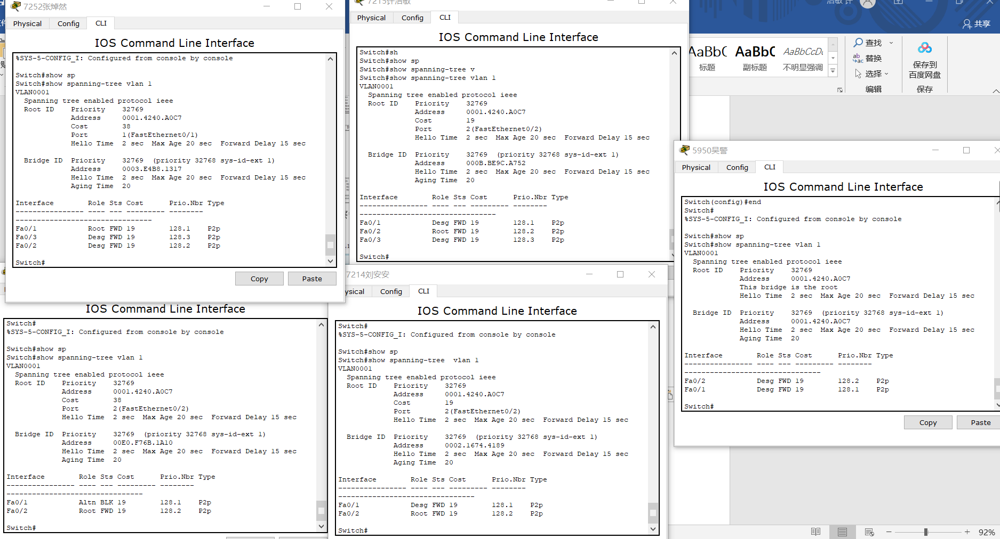 7252张焯然
Physical
Config
CLI
IOS Command Line Interface
%SYS-5-CONFIG_I: Configured from console by console
Switch#show sp
Switch#show spanning-tree vlan 1
VLAN0001
Spanning tree enabled protocol ieee
Root ID Priority 32769
Address 0001.4240.A0C7
Cost 38
Port 1(FastEthernet0/1)
Hello Time 2 sec Max Age 20 sec Forward Delay 15 sec
Bridge ID Priority 32769 (priority 32768 sys-id-ext 1)
Address 0003.E4B8.1317
Hello Time 2 sec Max Age 20 sec Forward Delay 15 sec
Aging Time 20
Interface Role Sts Cost Prio.Nbr Type
---------------- ---- --- --------- --------
--------------------------------
Fa0/1 Root FWD 19 128.1 P2p
Fa0/3 Desg FWD 19 128.3 P2p
Fa0/2 Desg FWD 19 128.2 P2p
Switch#
Copy
Paste
7215许洁敏
Physical
Config
CLI
IOS Command Line Interface
Switch#sh
Switch#show sp
Switch#show spanning-tree v
Switch#show spanning-tree vlan 1
VLAN0001
Spanning tree enabled protocol ieee
Root ID Priority 32769
Address 0001.4240.A0C7
Cost 19
Port 2(FastEthernet0/2)
Hello Time 2 sec Max Age 20 sec Forward Delay 15 sec
Bridge ID Priority 32769 (priority 32768 sys-id-ext 1)
Address 000B.BE9C.A752
Hello Time 2 sec Max Age 20 sec Forward Delay 15 sec
Aging Time 20
Interface Role Sts Cost Prio.Nbr Type
---------------- ---- --- --------- --------
--------------------------------
Fa0/1 Desg FWD 19 128.1 P2p
Fa0/2 Root FWD 19 128.2 P2p
Fa0/3 Desg FWD 19 128.3 P2p
Switch#
洁敏 许
共享
AaBbC AaBbC AaBbCcDc
标题 副标题 不明显强调
查找
替换
选择
编辑
保存到
百度网盘
保存
5950吴警
Physical
Config
CLI
IOS Command Line Interface
Switch(config)#end
Switch#
%SYS-5-CONFIG_I: Configured from console by console
Switch#show sp
Switch#show spanning-tree vlan 1
VLAN0001
Spanning tree enabled protocol ieee
Root ID Priority 32769
Address 0001.4240.A0C7
This bridge is the root
Hello Time 2 sec Max Age 20 sec Forward Delay 15 sec
Bridge ID Priority 32769 (priority 32768 sys-id-ext 1)
Address 0001.4240.A0C7
Hello Time 2 sec Max Age 20 sec Forward Delay 15 sec
Aging Time 20
Interface Role Sts Cost Prio.Nbr Type
---------------- ---- --- --------- --------
--------------------------------
Fa0/2 Desg FWD 19 128.2 P2p
Fa0/1 Desg FWD 19 128.1 P2p
Switch#
Copy
Paste
IOS Command Line Interface
Switch#
%SYS-5-CONFIG_I: Configured from console by console
Switch#show sp
Switch#show spanning-tree vlan 1
VLAN0001
Spanning tree enabled protocol ieee
Root ID Priority 32769
Address 0001.4240.A0C7
Cost 38
Port 2(FastEthernet0/2)
Hello Time 2 sec Max Age 20 sec Forward Delay 15 sec
Bridge ID Priority 32769 (priority 32768 sys-id-ext 1)
Address 00E0.F76B.1A10
Hello Time 2 sec Max Age 20 sec Forward Delay 15 sec
Aging Time 20
Interface Role Sts Cost Prio.Nbr Type
---------------- ---- --- --------- --------
--------------------------------
Fa0/1 Altn BLK 19 128.1 P2p
Fa0/2 Root FWD 19 128.2 P2p
Switch#
7214刘安安
ysical
Config
CLI
IOS Command Line Interface
Switch#
%SYS-5-CONFIG_I: Configured from console by console
Switch#show sp
Switch#show spanning-tree vlan 1
VLAN0001
Spanning tree enabled protocol ieee
Root ID Priority 32769
Address 0001.4240.A0C7
Cost 19
Port 2(FastEthernet0/2)
Hello Time 2 sec Max Age 20 sec Forward Delay 15 sec
Bridge ID Priority 32769 (priority 32768 sys-id-ext 1)
Address 0002.1674.4189
Hello Time 2 sec Max Age 20 sec Forward Delay 15 sec
Aging Time 20
Interface Role Sts Cost Prio.Nbr Type
---------------- ---- --- --------- --------
--------------------------------
Fa0/1 Desg FWD 19 128.1 P2p
Fa0/2 Root FWD 19 128.2 P2p
Switch#
92%